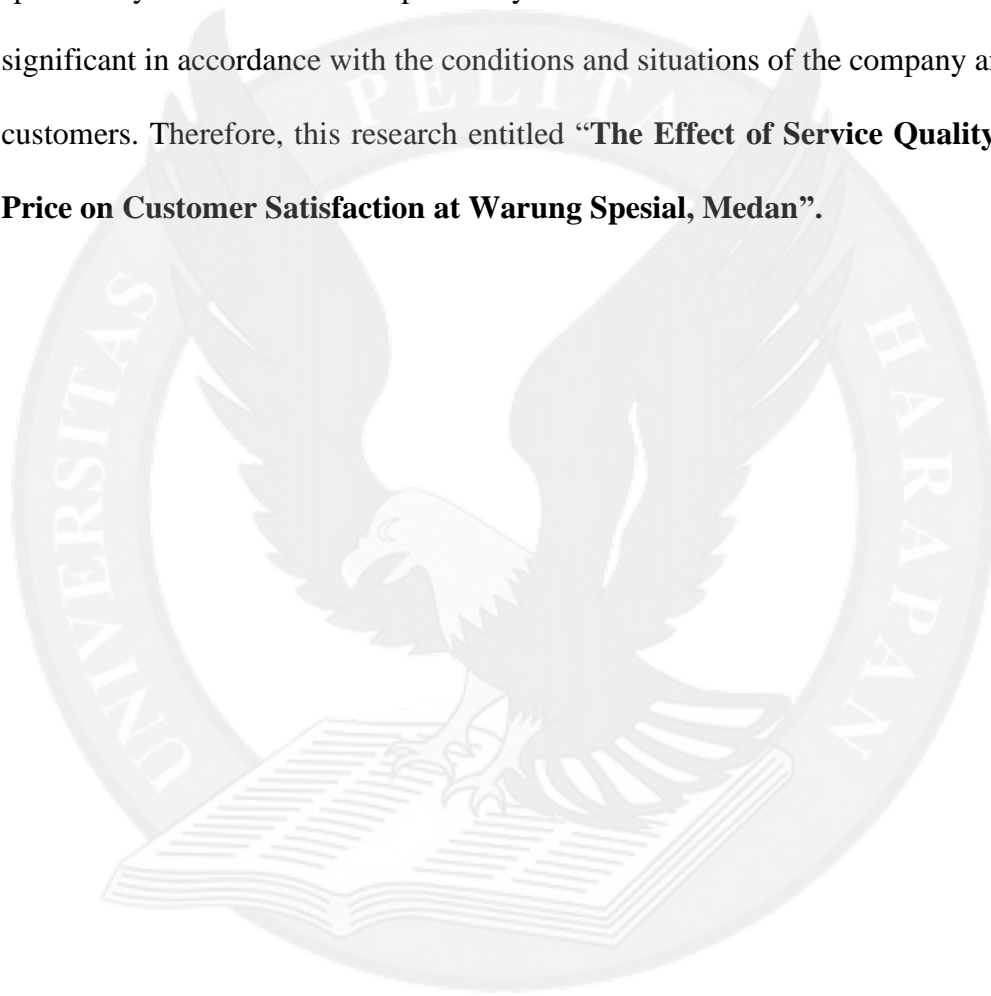 significant in accordance with the conditions and situations of the company
customers. Therefore, this research entitled “The Effect of Service Quality
Price on Customer Satisfaction at Warung Spesial, Medan”.
UNIVERSITAS PELITA HARAPAN